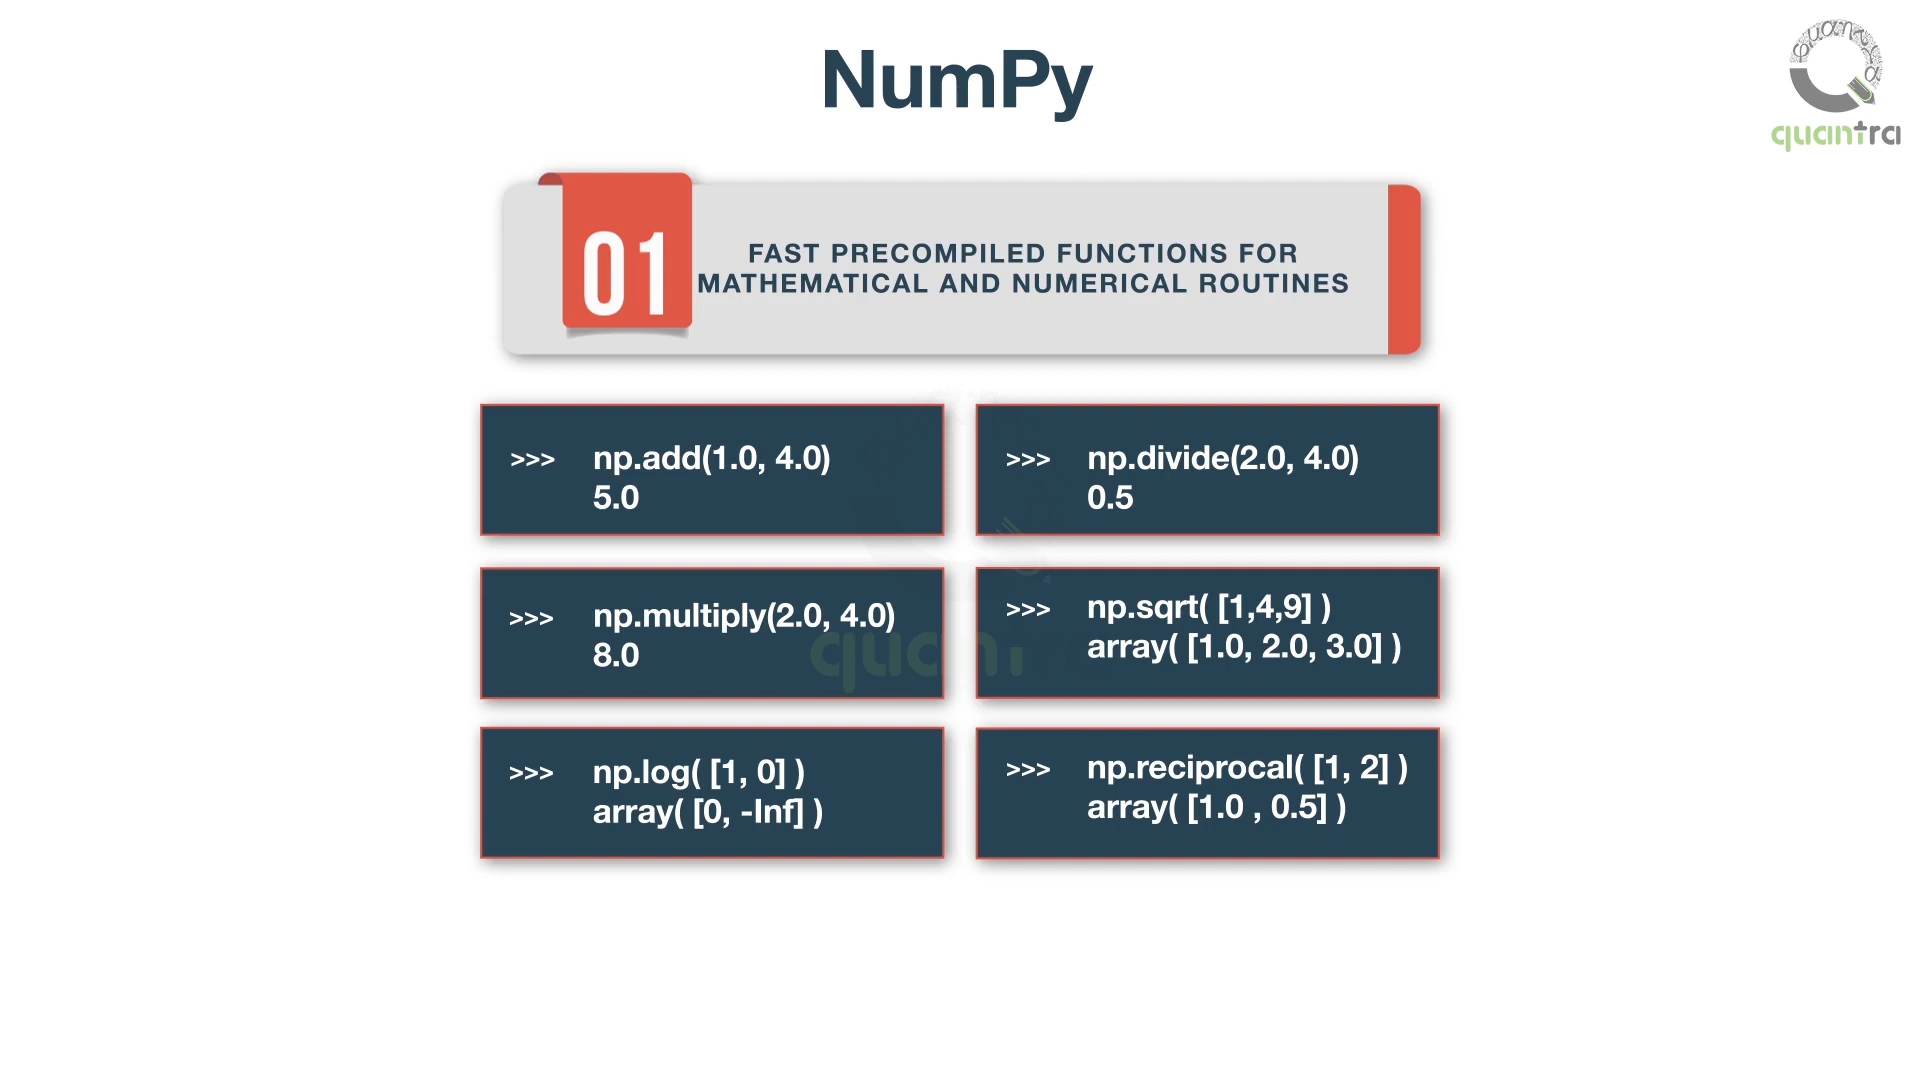 NumPy
quantra
01
FAST PRECOMPILED FUNCTIONS FOR
MATHEMATICAL AND NUMERICAL ROUTINES
>>> np.add(1.0, 4.0)
5.0
>>> np.divide(2.0, 4.0)
0.5
>>> np.multiply(2.0, 4.0)
8.0
>>> np.sqrt( [1,4,9] )
array( [1.0, 2.0, 3.0] )
>>> np.log( [1, 0] )
array( [0, -Inf] )
>>> np.reciprocal( [1, 2] )
array( [1.0 , 0.5] )